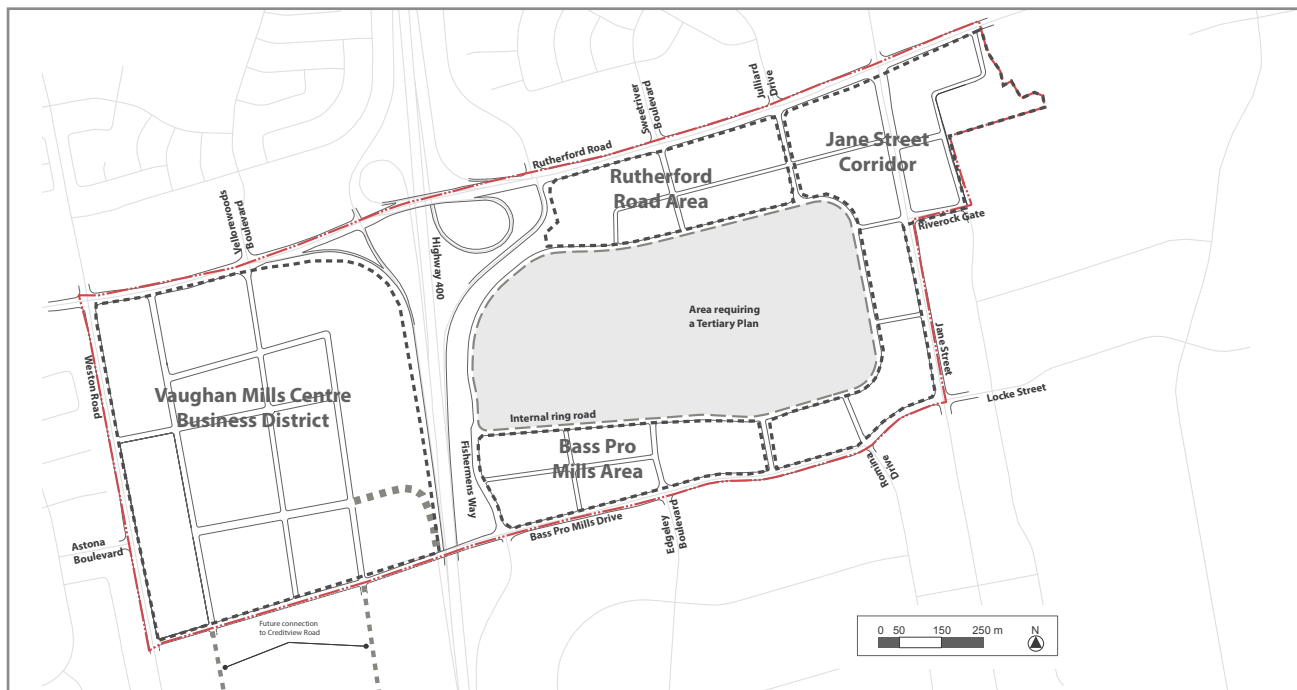 Julliard
Drive
Sweetriver
Boulevard
Rutherford Road
Jane Street
Corridor
Rutherford
Road Area
Vellorewoods
Boulevard
Riverock Gate
Highway 400
Area requiring
a Tertiary Plan
Jane Street
Weston Road
Vaughan Mills Centre
Business District
Locke Street
Internal ring road
Bass Pro
Mills Area
Fishermens Way
Romina
Drive
Bass Pro Mills Drive
Edgeley
Boulevard
Astona
Boulevard
Future connection
to Creditview Road
0 50 150 250 m N